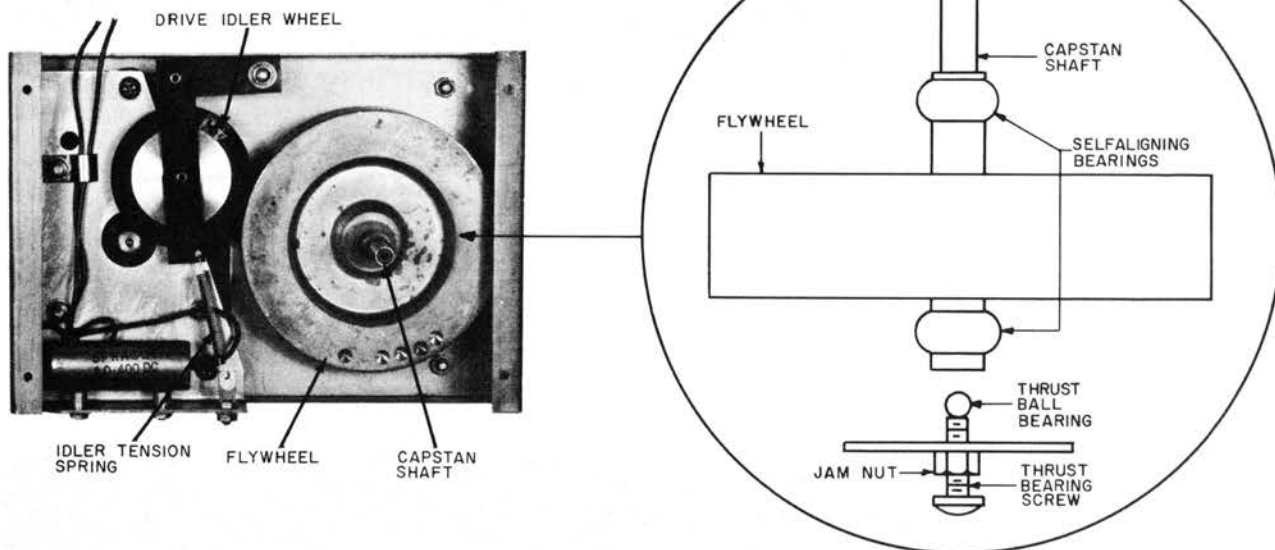 DRIVE IDLER WHEEL
IDLER TENSION
SPRING
FLYWHEEL
CAPSTAN
SHAFT
CAPSTAN
SHAFT
FLYWHEEL
SELFALIGNING
BEARINGS
THRUST
BALL
BEARING
JAM NUT
THRUST
BEARING
SCREW